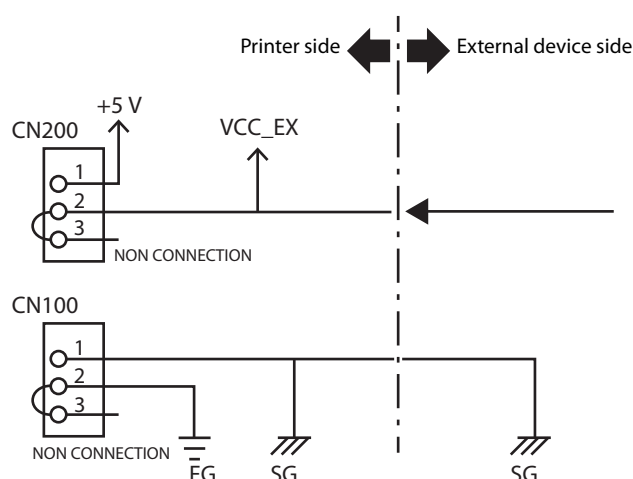 Printer side External device side
+5 V
CN200
VCC_EX
1
2
3
NON CONNECTION
CN100
1
2
3
NON CONNECTION
EG SG SG